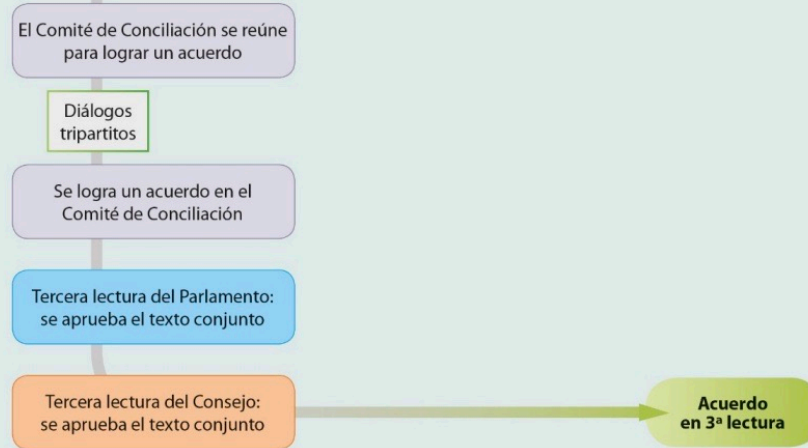 El Comité de Conciliación se reúne
para lograr un acuerdo
Diálogos
tripartitos
Se logra un acuerdo en el
Comité de Conciliación
Tercera lectura del Parlamento:
se aprueba el texto conjunto
Tercera lectura del Consejo:
se aprueba el texto conjunto
Acuerdo
en 3ª lectura